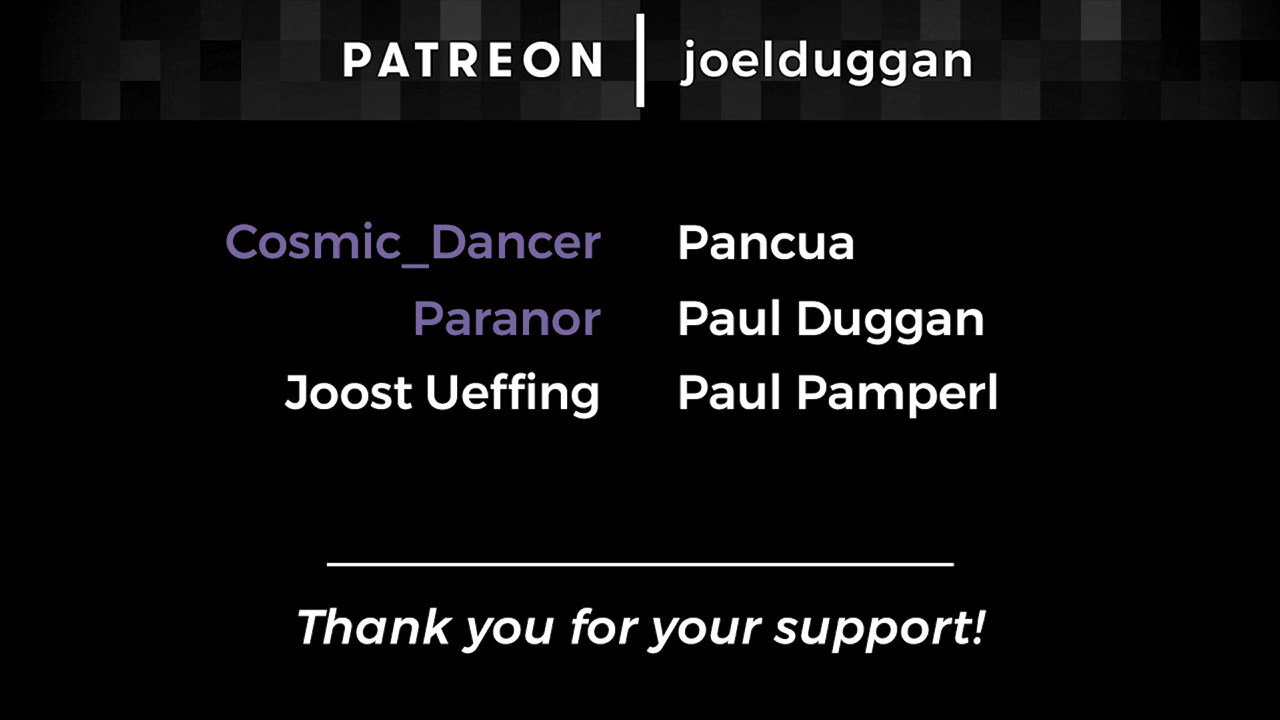 PATREON | joelduggan
Cosmic_Dancer
Paranor
Joost Ueffing
Pancua
Paul Duggan
Paul Pamperl
Thank you for your support!